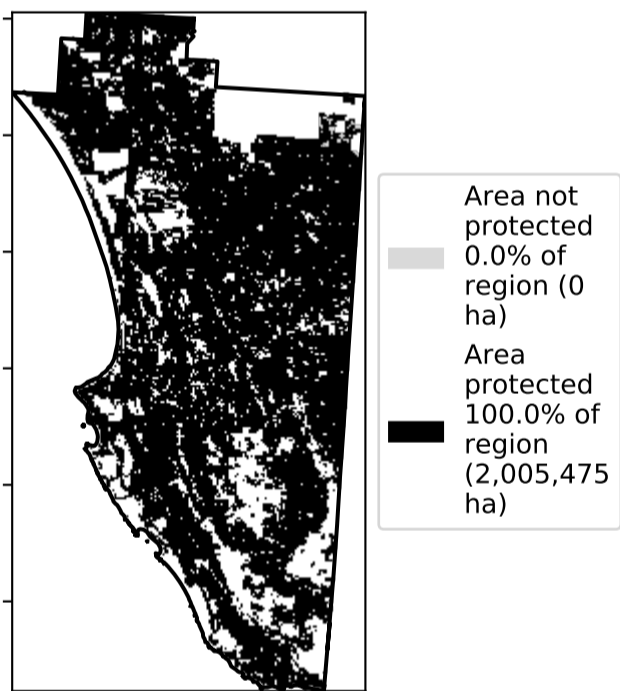 Area not
protected
0.0% of
region (0
ha)
Area
protected
100.0% of
region
(2,005,475
ha)